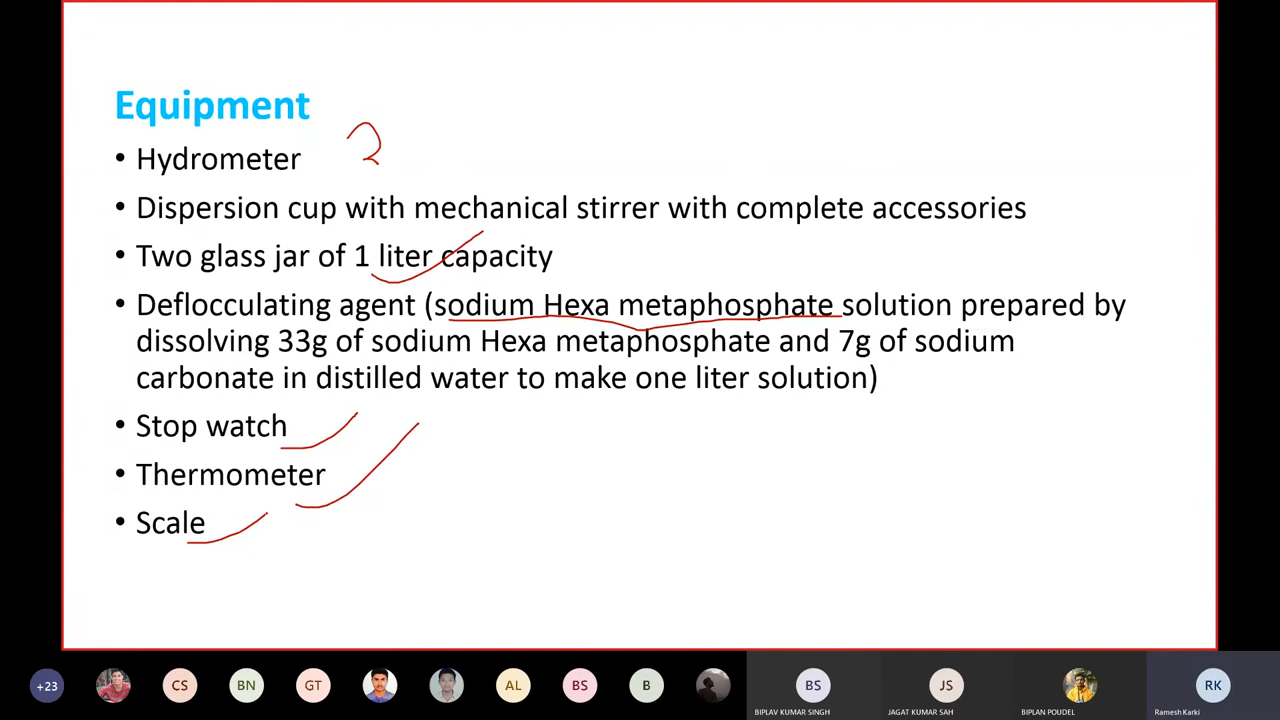 Equipment
• Hydrometer
• Dispersion cup with mechanical stirrer with complete accessories
• Two glass jar of 1 liter capacity
• Deflocculating agent (sodium Hexa metaphosphate solution prepared by
dissolving 33g of sodium Hexa metaphosphate and 7g of sodium
carbonate in distilled water to make one liter solution)
• Stop watch
• Thermometer
• Scale
+23 CS BN GT AL BS B BS JS RK
BIPLAV KUMAR SINGH JAGAT KUMAR SAH BIPLAN POUDEL Ramesh Karki